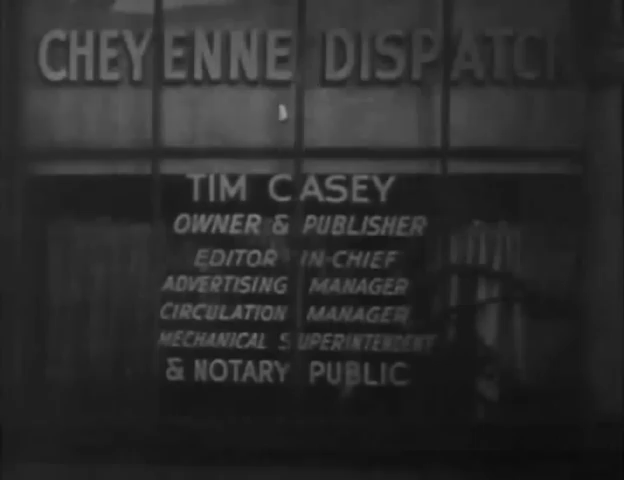 CHEYENNE DISPATCH
TIM CASEY
OWNER & PUBLISHER
EDITOR IN-CHIEF
ADVERTISING MANAGER
CIRCULATION MANAGER
MECHANICAL SUPERINTENDENT
& NOTARY PUBLIC